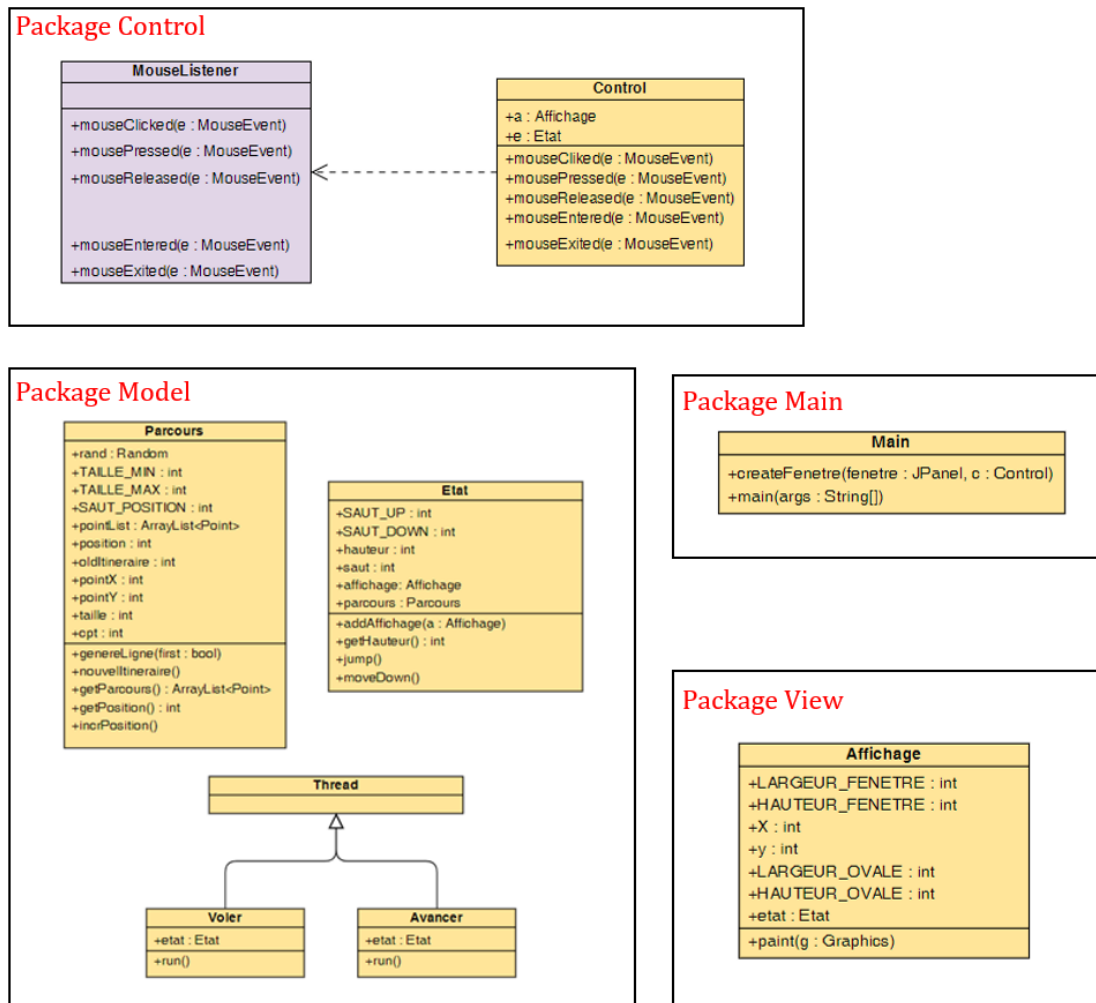 Package Control
MouseListener
+mouseClicked(e : MouseEvent)
+mousePressed(e : MouseEvent)
+mouseReleased(e : MouseEvent)
+mouseEntered(e : MouseEvent)
+mouseExited(e : MouseEvent)
Control
+a : Affichage
+e : Etat
+mouseCliked(e : MouseEvent)
+mousePressed(e : MouseEvent)
+mouseReleased(e : MouseEvent)
+mouseEntered(e : MouseEvent)
+mouseExited(e : MouseEvent)
Package Model
Parcours
+rand : Random
+TAILLE_MIN : int
+TAILLE_MAX : int
+SAUT_POSITION : int
+pointList : ArrayList<Point>
+position : int
+oldItineraire : int
+pointX : int
+pointY : int
+taille : int
+cpt : int
+genereLigne(first : bool)
+nouvelItineraire()
+getParcours() : ArrayList<Point>
+getPosition() : int
+incrPosition()
Etat
+SAUT_UP : int
+SAUT_DOWN : int
+hauteur : int
+saut : int
+affichage: Affichage
+parcours : Parcours
+addAffichage(a : Affichage)
+getHauteur() : int
+jump()
+moveDown()
Thread
Voler
+etat : Etat
+run()
Avancer
+etat : Etat
+run()
Package Main
Main
+createFenetre(fenetre : JPanel, c : Control)
+main(args : String[])
Package View
Affichage
+LARGEUR_FENETRE : int
+HAUTEUR_FENETRE : int
+X : int
+y : int
+LARGEUR_OVALE : int
+HAUTEUR_OVALE : int
+etat : Etat
+paint(g : Graphics)